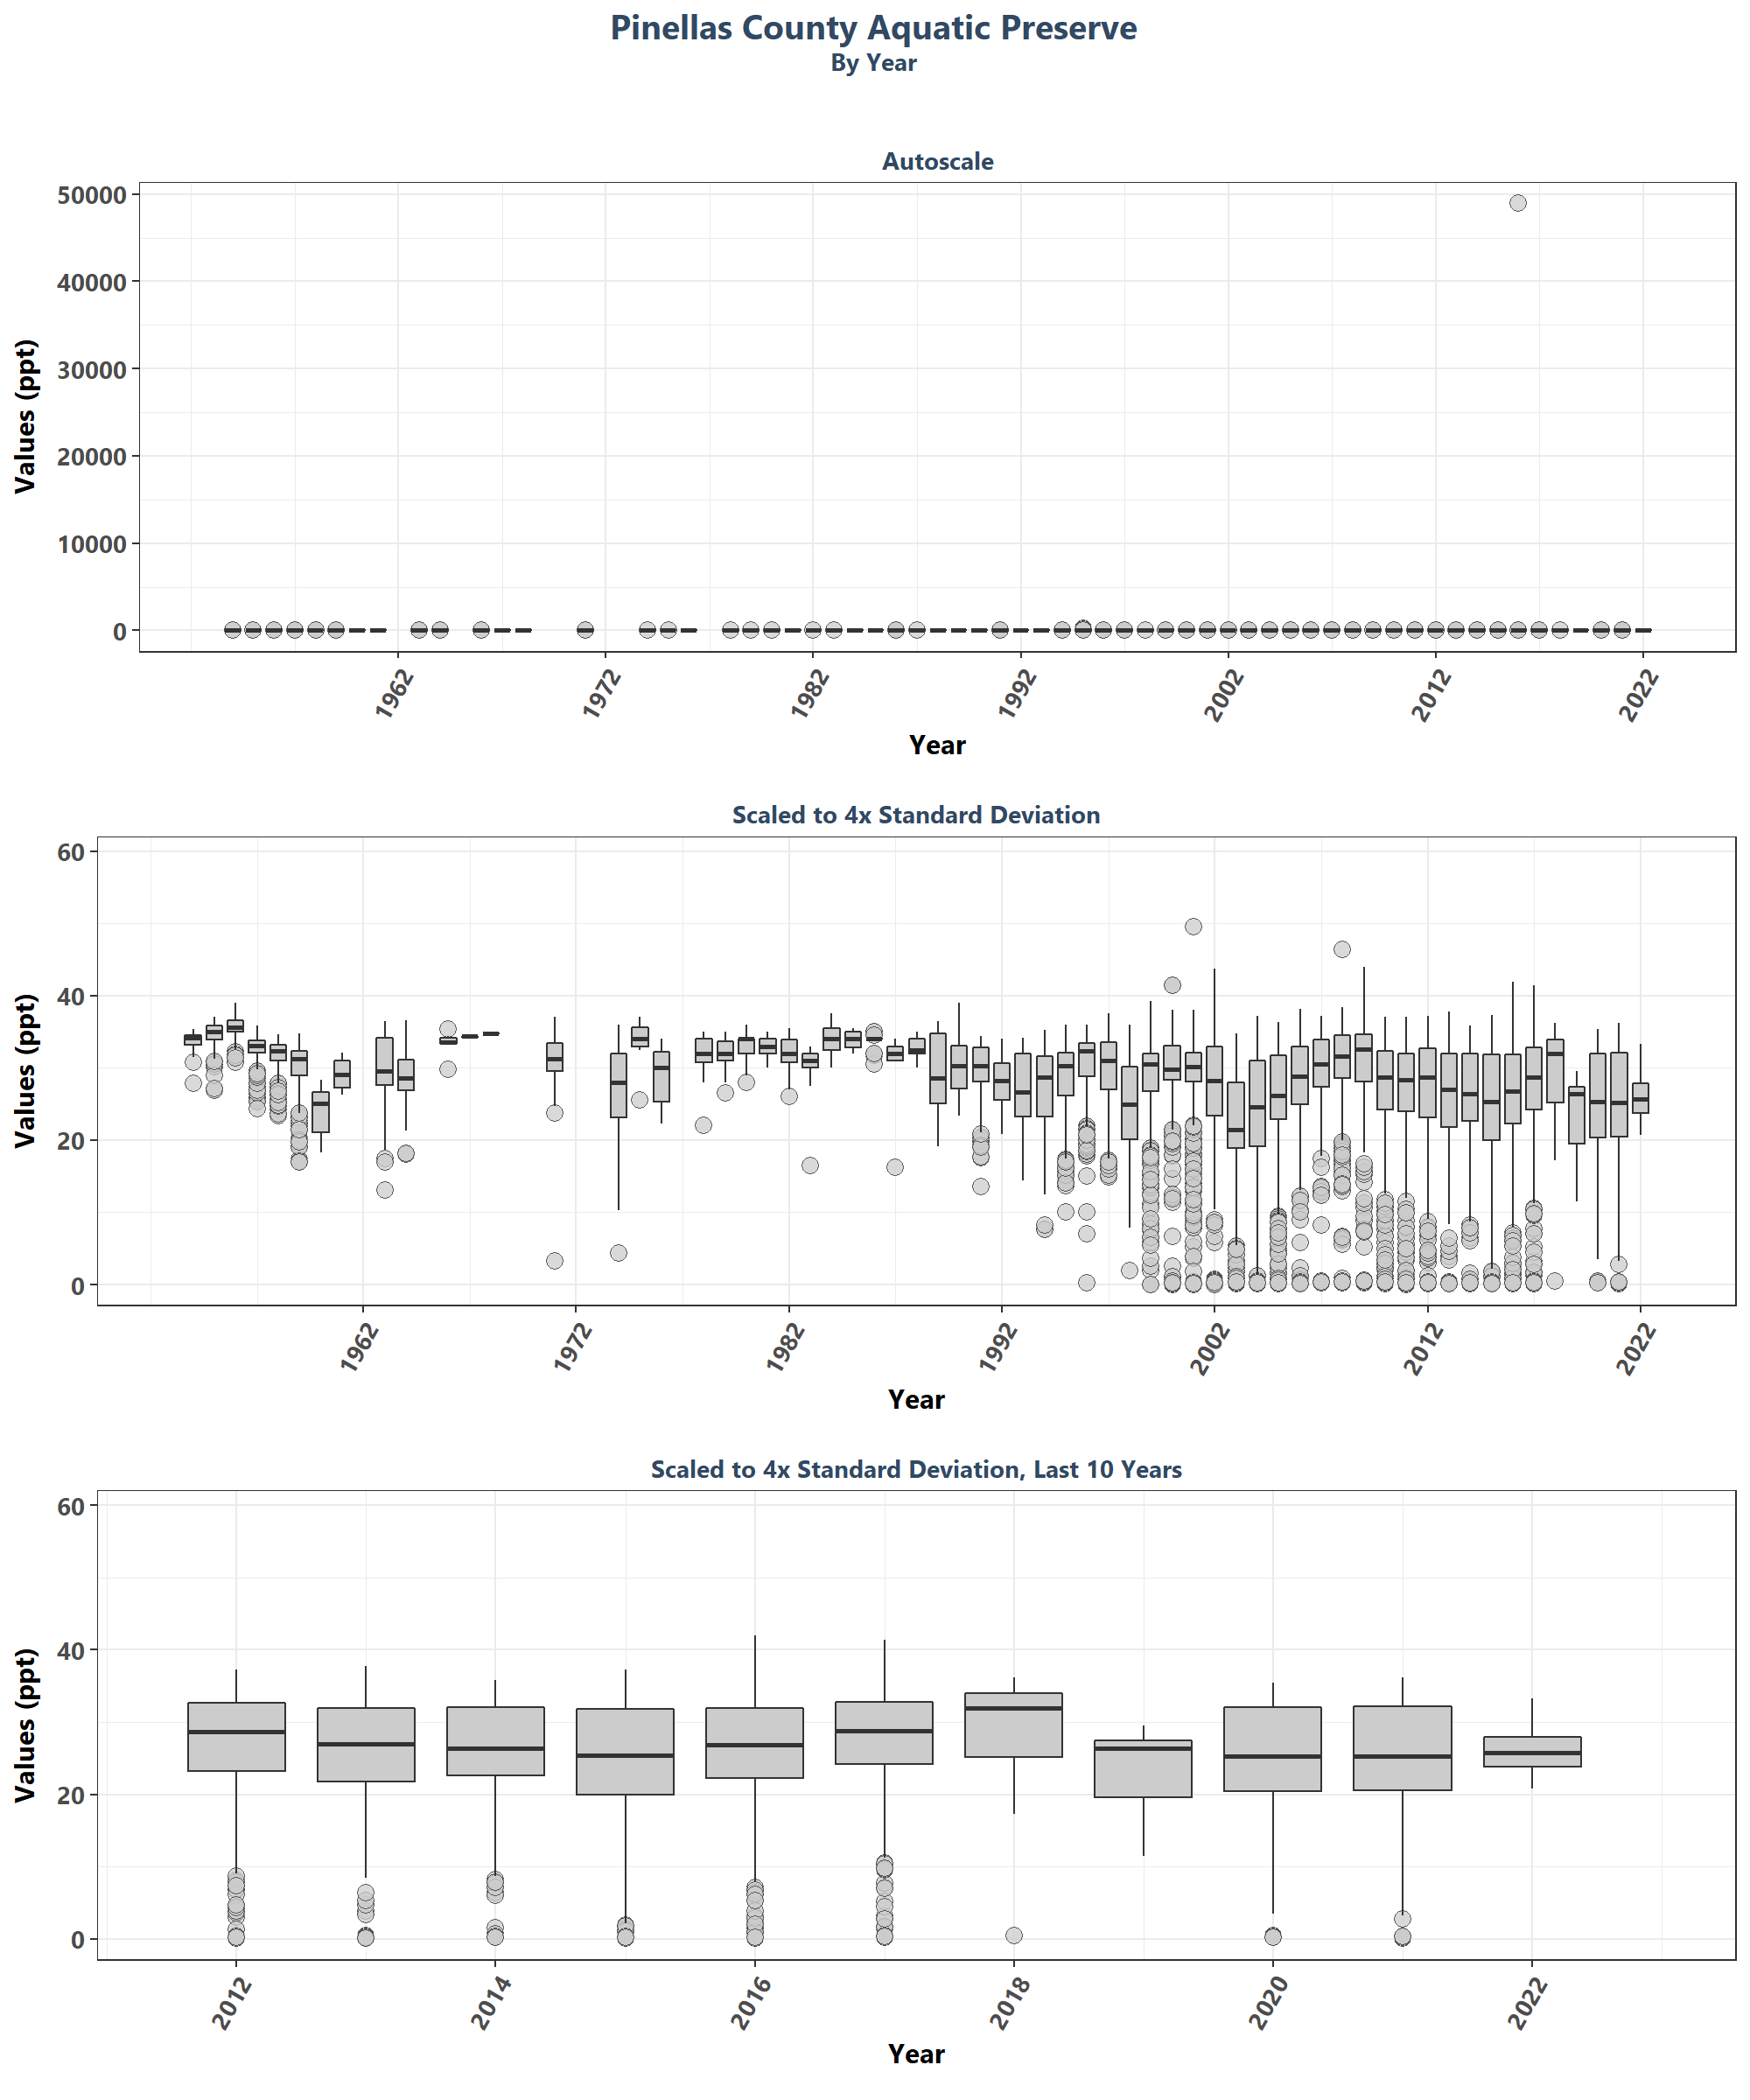 Pinellas County Aquatic Preserve
By Year
Autoscale
50000
40000
30000
20000
10000
0
Values (ppt)
1962 1972 1982 1992 2002 2012 2022
Year
Scaled to 4x Standard Deviation
60
40
20
0
Values (ppt)
1962 1972 1982 1992 2002 2012 2022
Year
Scaled to 4x Standard Deviation, Last 10 Years
60
40
20
0
Values (ppt)
2012 2014 2016 2018 2020 2022
Year